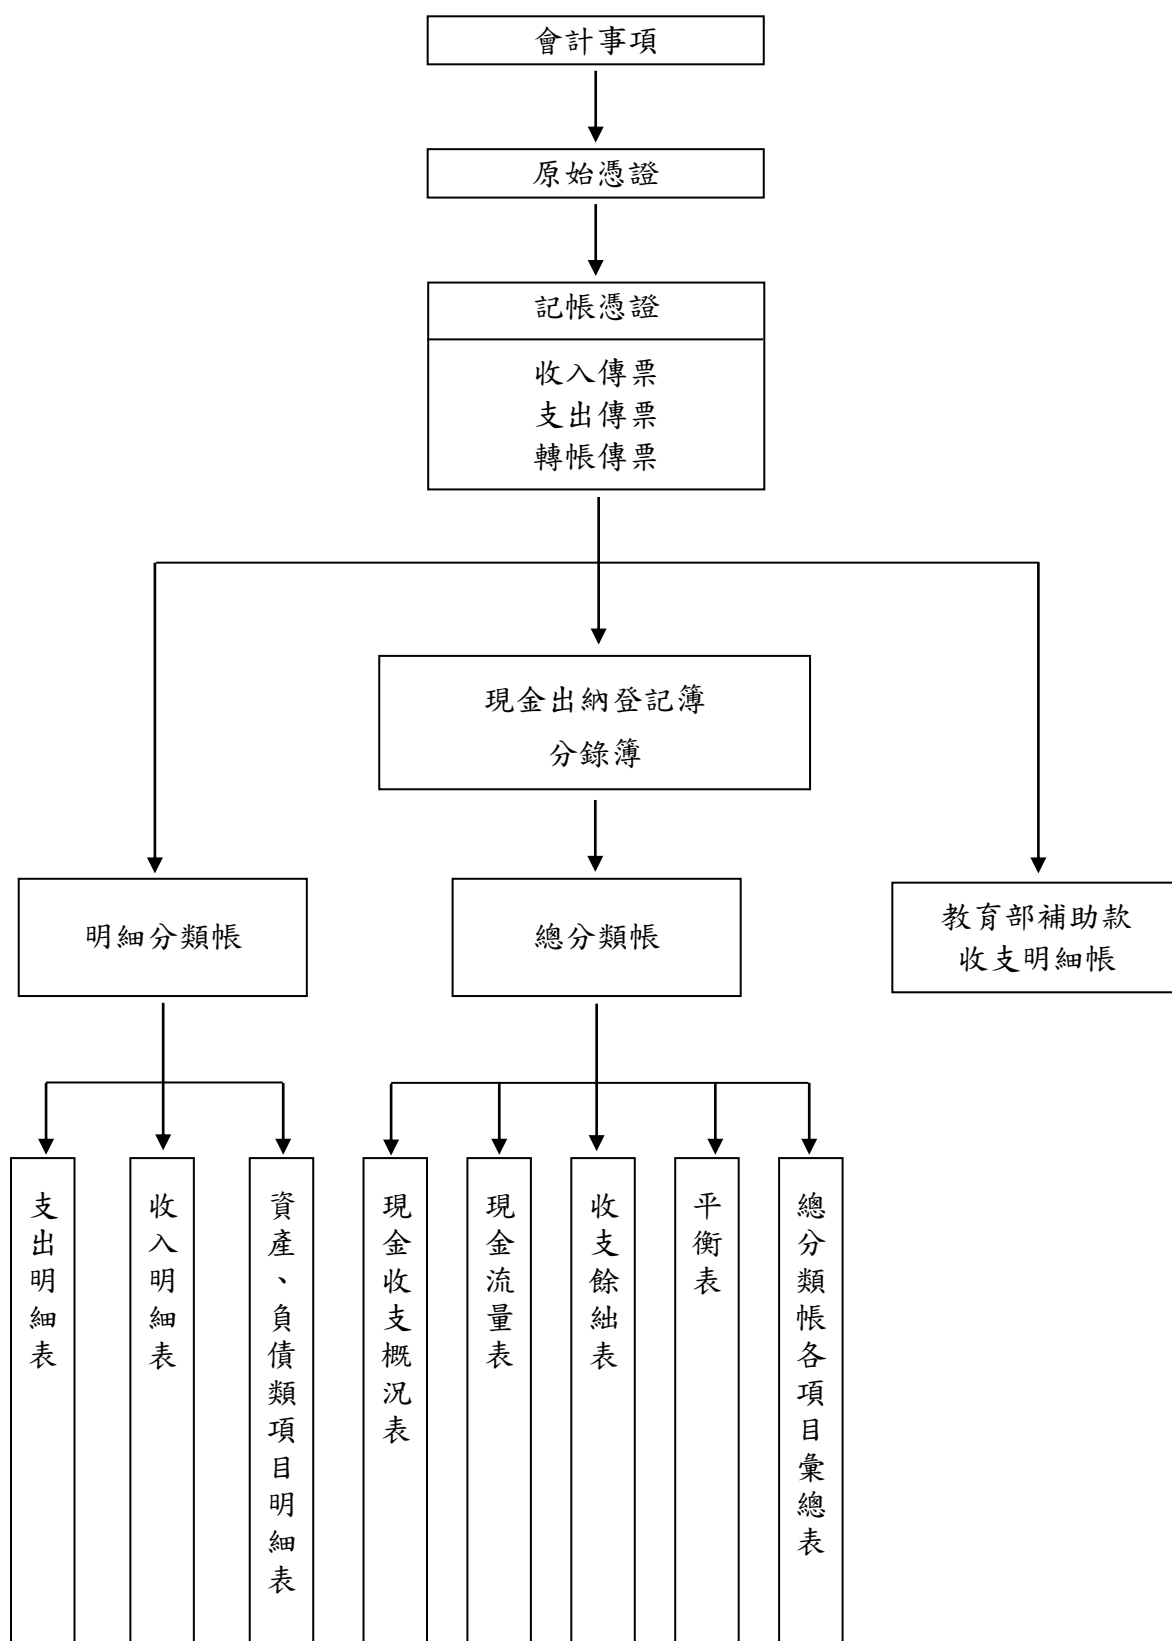 會計事項
原始憑證
記帳憑證
收入傳票
支出傳票
轉帳傳票
現金出納登記簿
分錄簿
明細分類帳
總分類帳
教育部補助款
收支明細帳
支出明細表
收入明細表
資產、負債類項目明細表
現金收支概況表
現金流量表
收支餘絀表
平衡表
總分類帳各項目彙總表